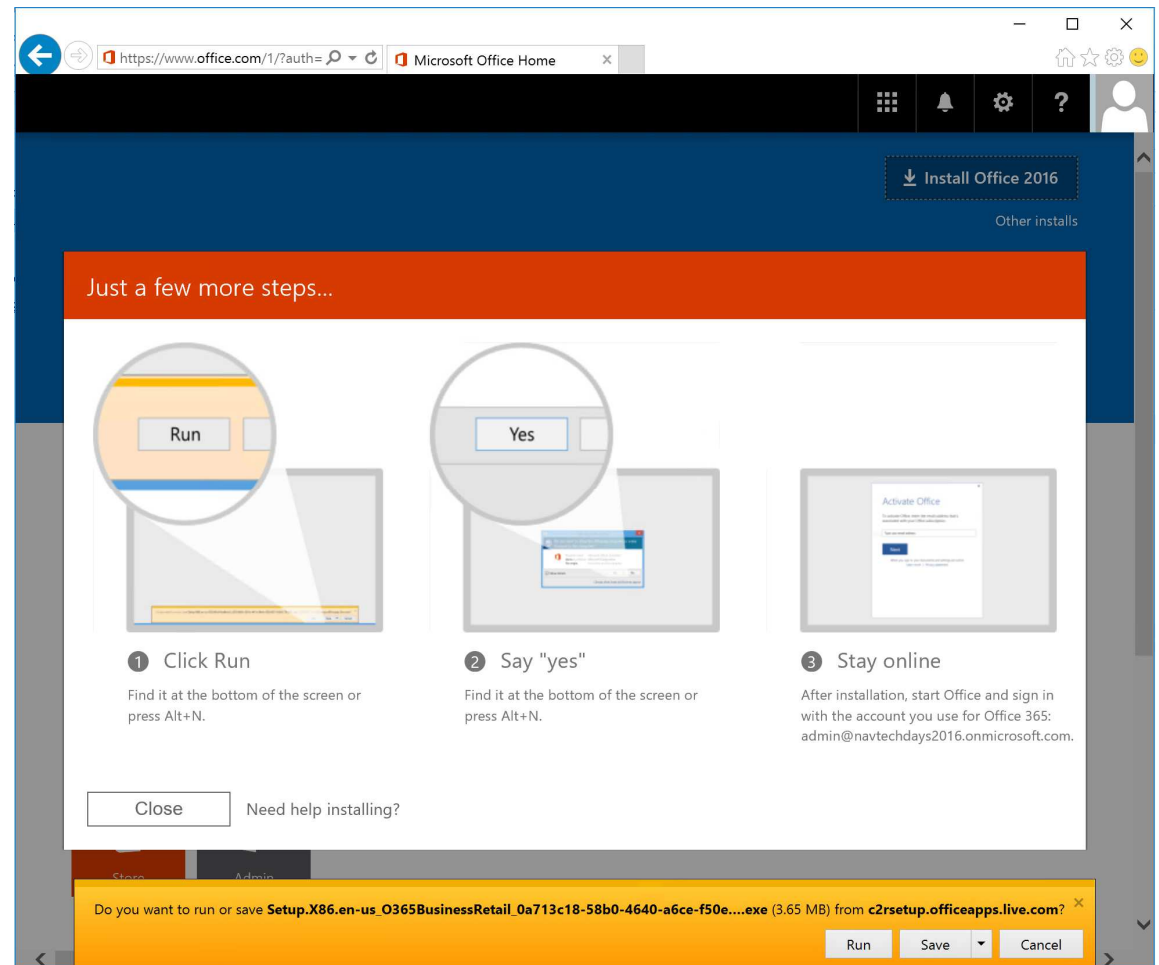 https://www.office.com/1/?auth=
Microsoft Office Home
Install Office 2016
Other installs
Just a few more steps...
Run
Yes
Activate Office
1 Click Run
2 Say "yes"
3 Stay online
Find it at the bottom of the screen or
press Alt+N.
Find it at the bottom of the screen or
press Alt+N.
After installation, start Office and sign in
with the account you use for Office 365:
admin@navtechdays2016.onmicrosoft.com.
Close
Need help installing?
Store
Admin
Do you want to run or save Setup.X86.en-us_O365BusinessRetail_0a713c18-58b0-4640-a6ce-f50e....exe (3.65 MB) from c2rsetup.officeapps.live.com?
Run
Save
Cancel